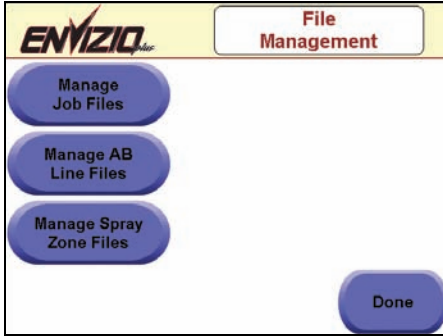 ENVIZIO plus
File
Management
Manage
Job Files
Manage AB
Line Files
Manage Spray
Zone Files
Done